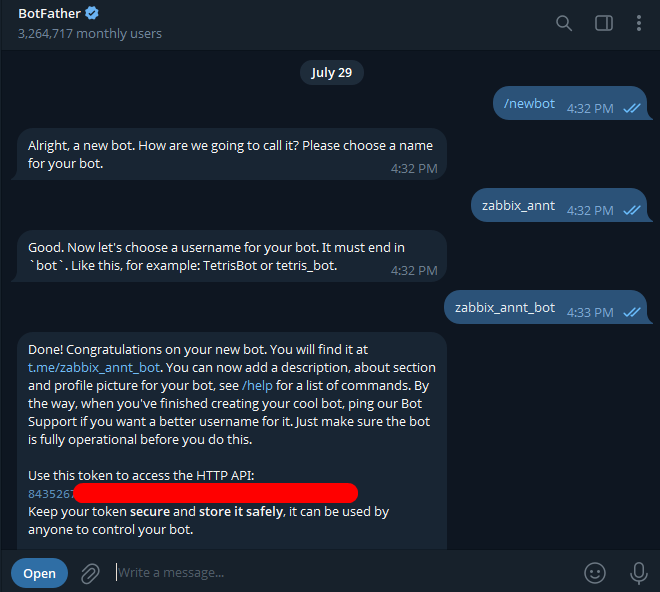 BotFather
3,264,717 monthly users
July 29
/newbot 4:32 PM
Alright, a new bot. How are we going to call it? Please choose a name
for your bot.
4:32 PM
zabbix_annt 4:32 PM
Good. Now let's choose a username for your bot. It must end in
`bot`. Like this, for example: TetrisBot or tetris_bot.
4:32 PM
zabbix_annt_bot 4:33 PM
Done! Congratulations on your new bot. You will find it at
t.me/zabbix_annt_bot. You can now add a description, about section
and profile picture for your bot, see /help for a list of commands. By
the way, when you've finished creating your cool bot, ping our Bot
Support if you want a better username for it. Just make sure the bot
is fully operational before you do this.
Use this token to access the HTTP API:
8435267
Keep your token secure and store it safely, it can be used by
anyone to control your bot.
Open
Write a message...